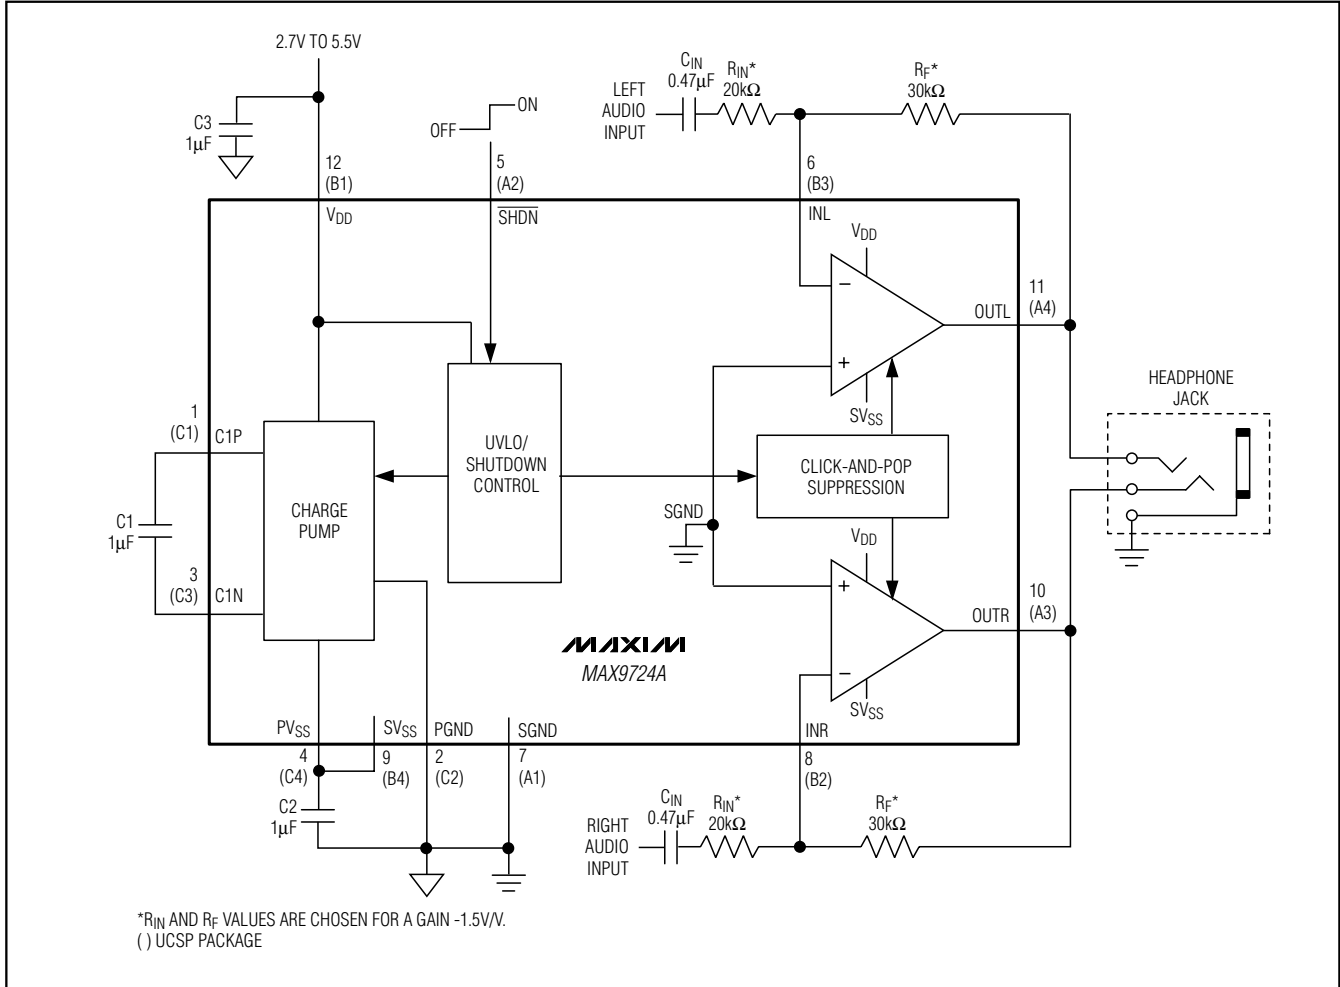 2.7V TO 5.5V
C3
1µF
OFF
ON
LEFT
AUDIO
INPUT
CIN
0.47µF
RIN*
20kΩ
RF*
30kΩ
12
(B1)
VDD
5
(A2)
SHDN
6
(B3)
INL
VDD
−
+
SVSS
OUTL
11
(A4)
HEADPHONE
JACK
1
(C1)
C1P
C1
1µF
3
(C3)
C1N
CHARGE
PUMP
UVLO/
SHUTDOWN
CONTROL
CLICK-AND-POP
SUPPRESSION
SGND
VDD
+
−
SVSS
OUTR
10
(A3)
MAXIM
MAX9724A
PVSS
SVSS
PGND
SGND
INR
4
(C4)
9
(B4)
2
(C2)
7
(A1)
8
(B2)
C2
1µF
RIGHT
AUDIO
INPUT
CIN
0.47µF
RIN*
20kΩ
RF*
30kΩ
*RIN AND RF VALUES ARE CHOSEN FOR A GAIN -1.5V/V.
( ) UCSP PACKAGE